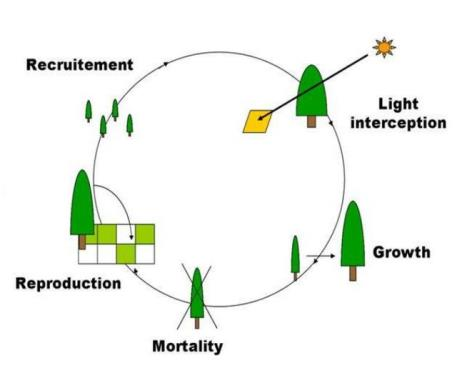 Recruitement
Light
interception
Growth
Reproduction
Mortality